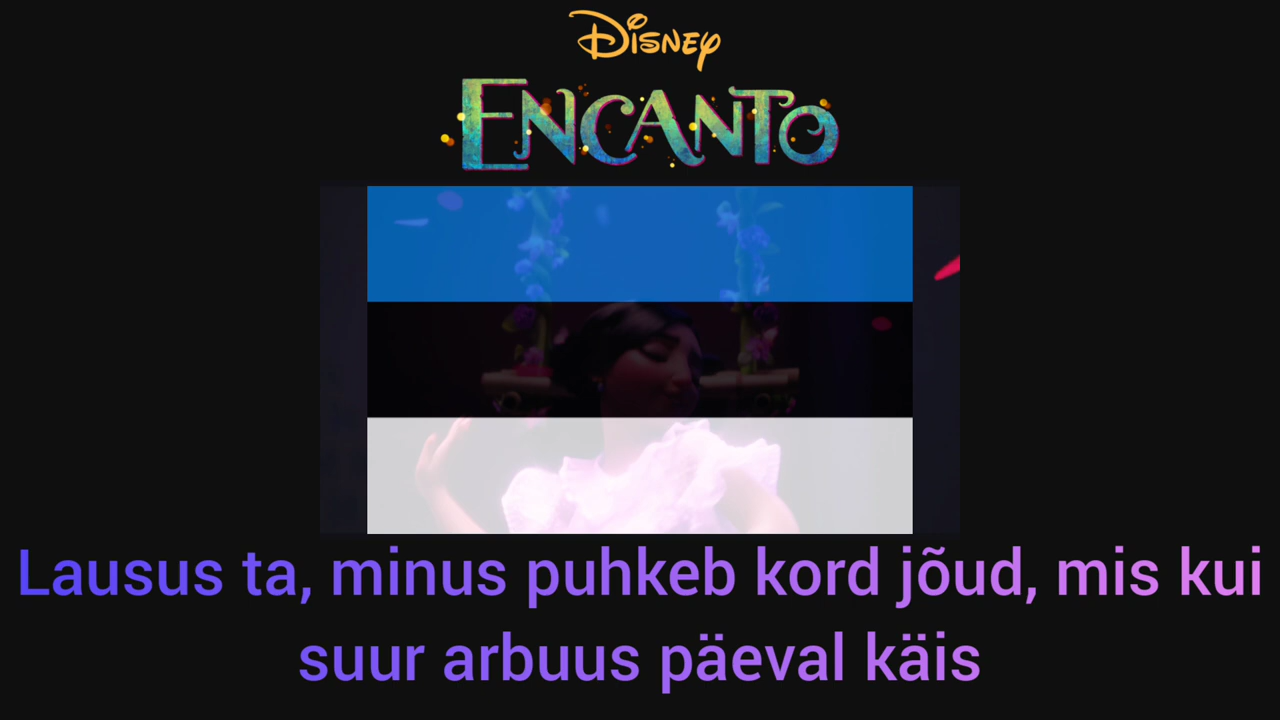 Disney
ENCANTO
Lausus ta, minus puhkeb kord jõud, mis kui
suur arbuus päeval käis